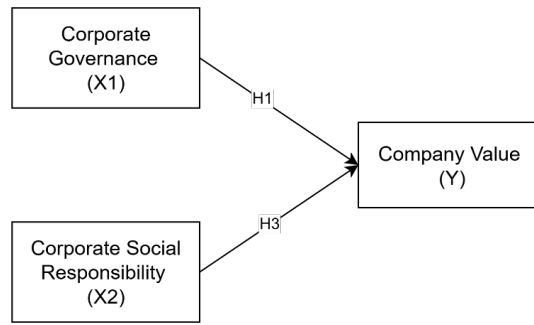 Corporate
Governance
(X1)
H1
Company Value
(Y)
H3
Corporate Social
Responsibility
(X2)